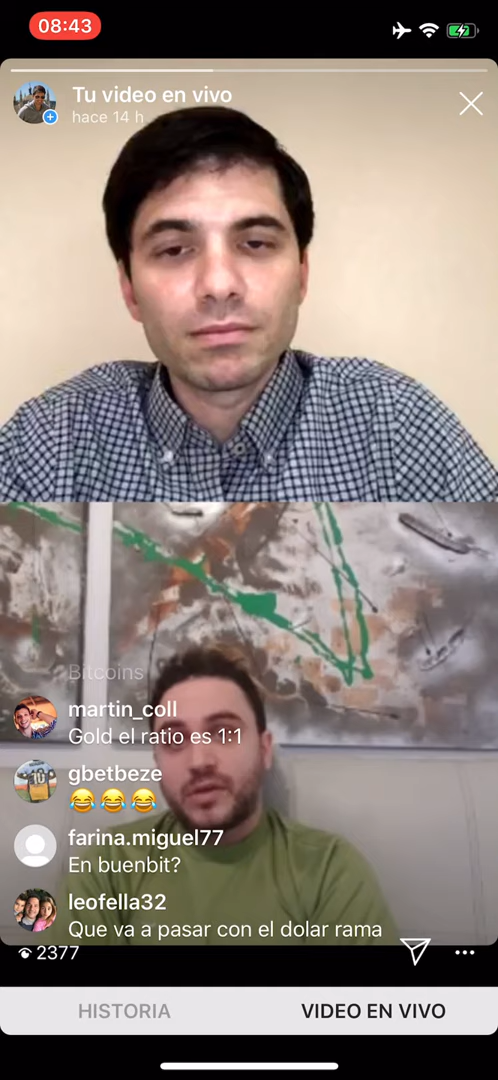 08:43
Tu video en vivo
hace 14 h
Bitcoins
martin_coll
Gold el ratio es 1:1
gbetbeze
😂😂😂
farina.miguel77
En buenbit?
leofella32
Que va a pasar con el dolar rama
2377
HISTORIA
VIDEO EN VIVO